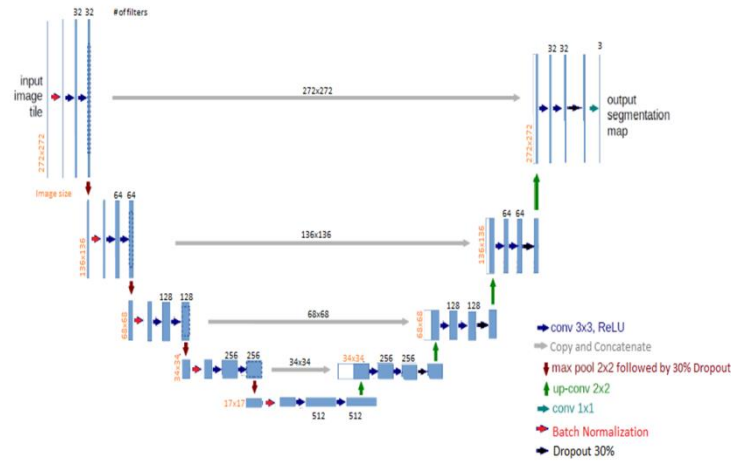 32 32
# of filters
input
image
tile
272x272
Image size
272x272
32 32
3
output
segmentation
map
272x272
64 64
136x136
136x136
64 64
136x136
128 128
68x68
68x68
128 128
68x68
256 256
34x34
34x34
34x34
256 256
17x17
512 512
conv 3x3, ReLU
Copy and Concatenate
max pool 2x2 followed by 30% Dropout
up-conv 2x2
conv 1x1
Batch Normalization
Dropout 30%